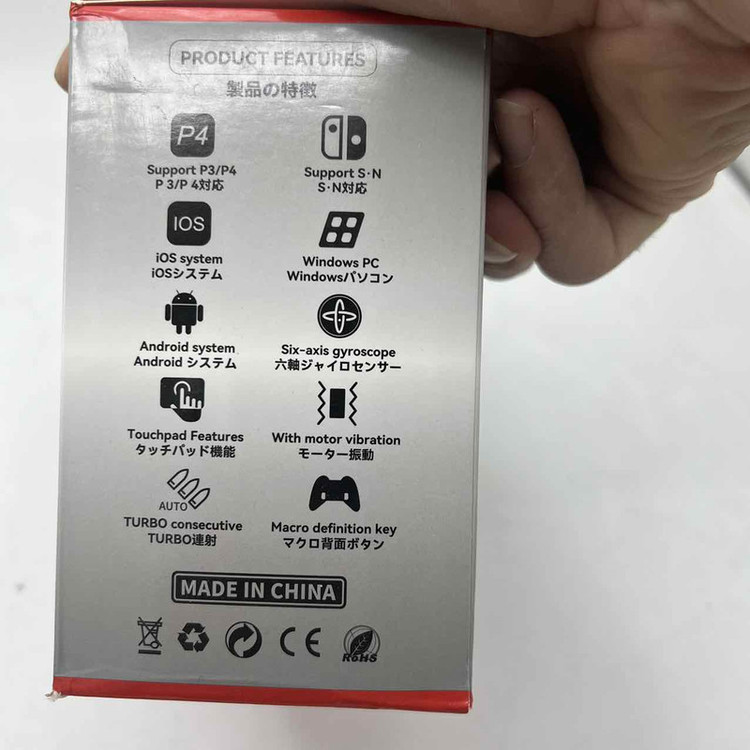 PRODUCT FEATURES
製品の特徴
P4
Support P3/P4
P 3/P 4対応
Support S·N
S·N対応
IOS
iOS system
iOSシステム
Windows PC
Windowsパソコン
Android system
Android システム
Six-axis gyroscope
六軸ジャイロセンサー
Touchpad Features
タッチパッド機能
With motor vibration
モーター振動
AUTO
TURBO consecutive
TURBO連射
Macro definition key
マクロ背面ボタン
MADE IN CHINA
CE
RoHS